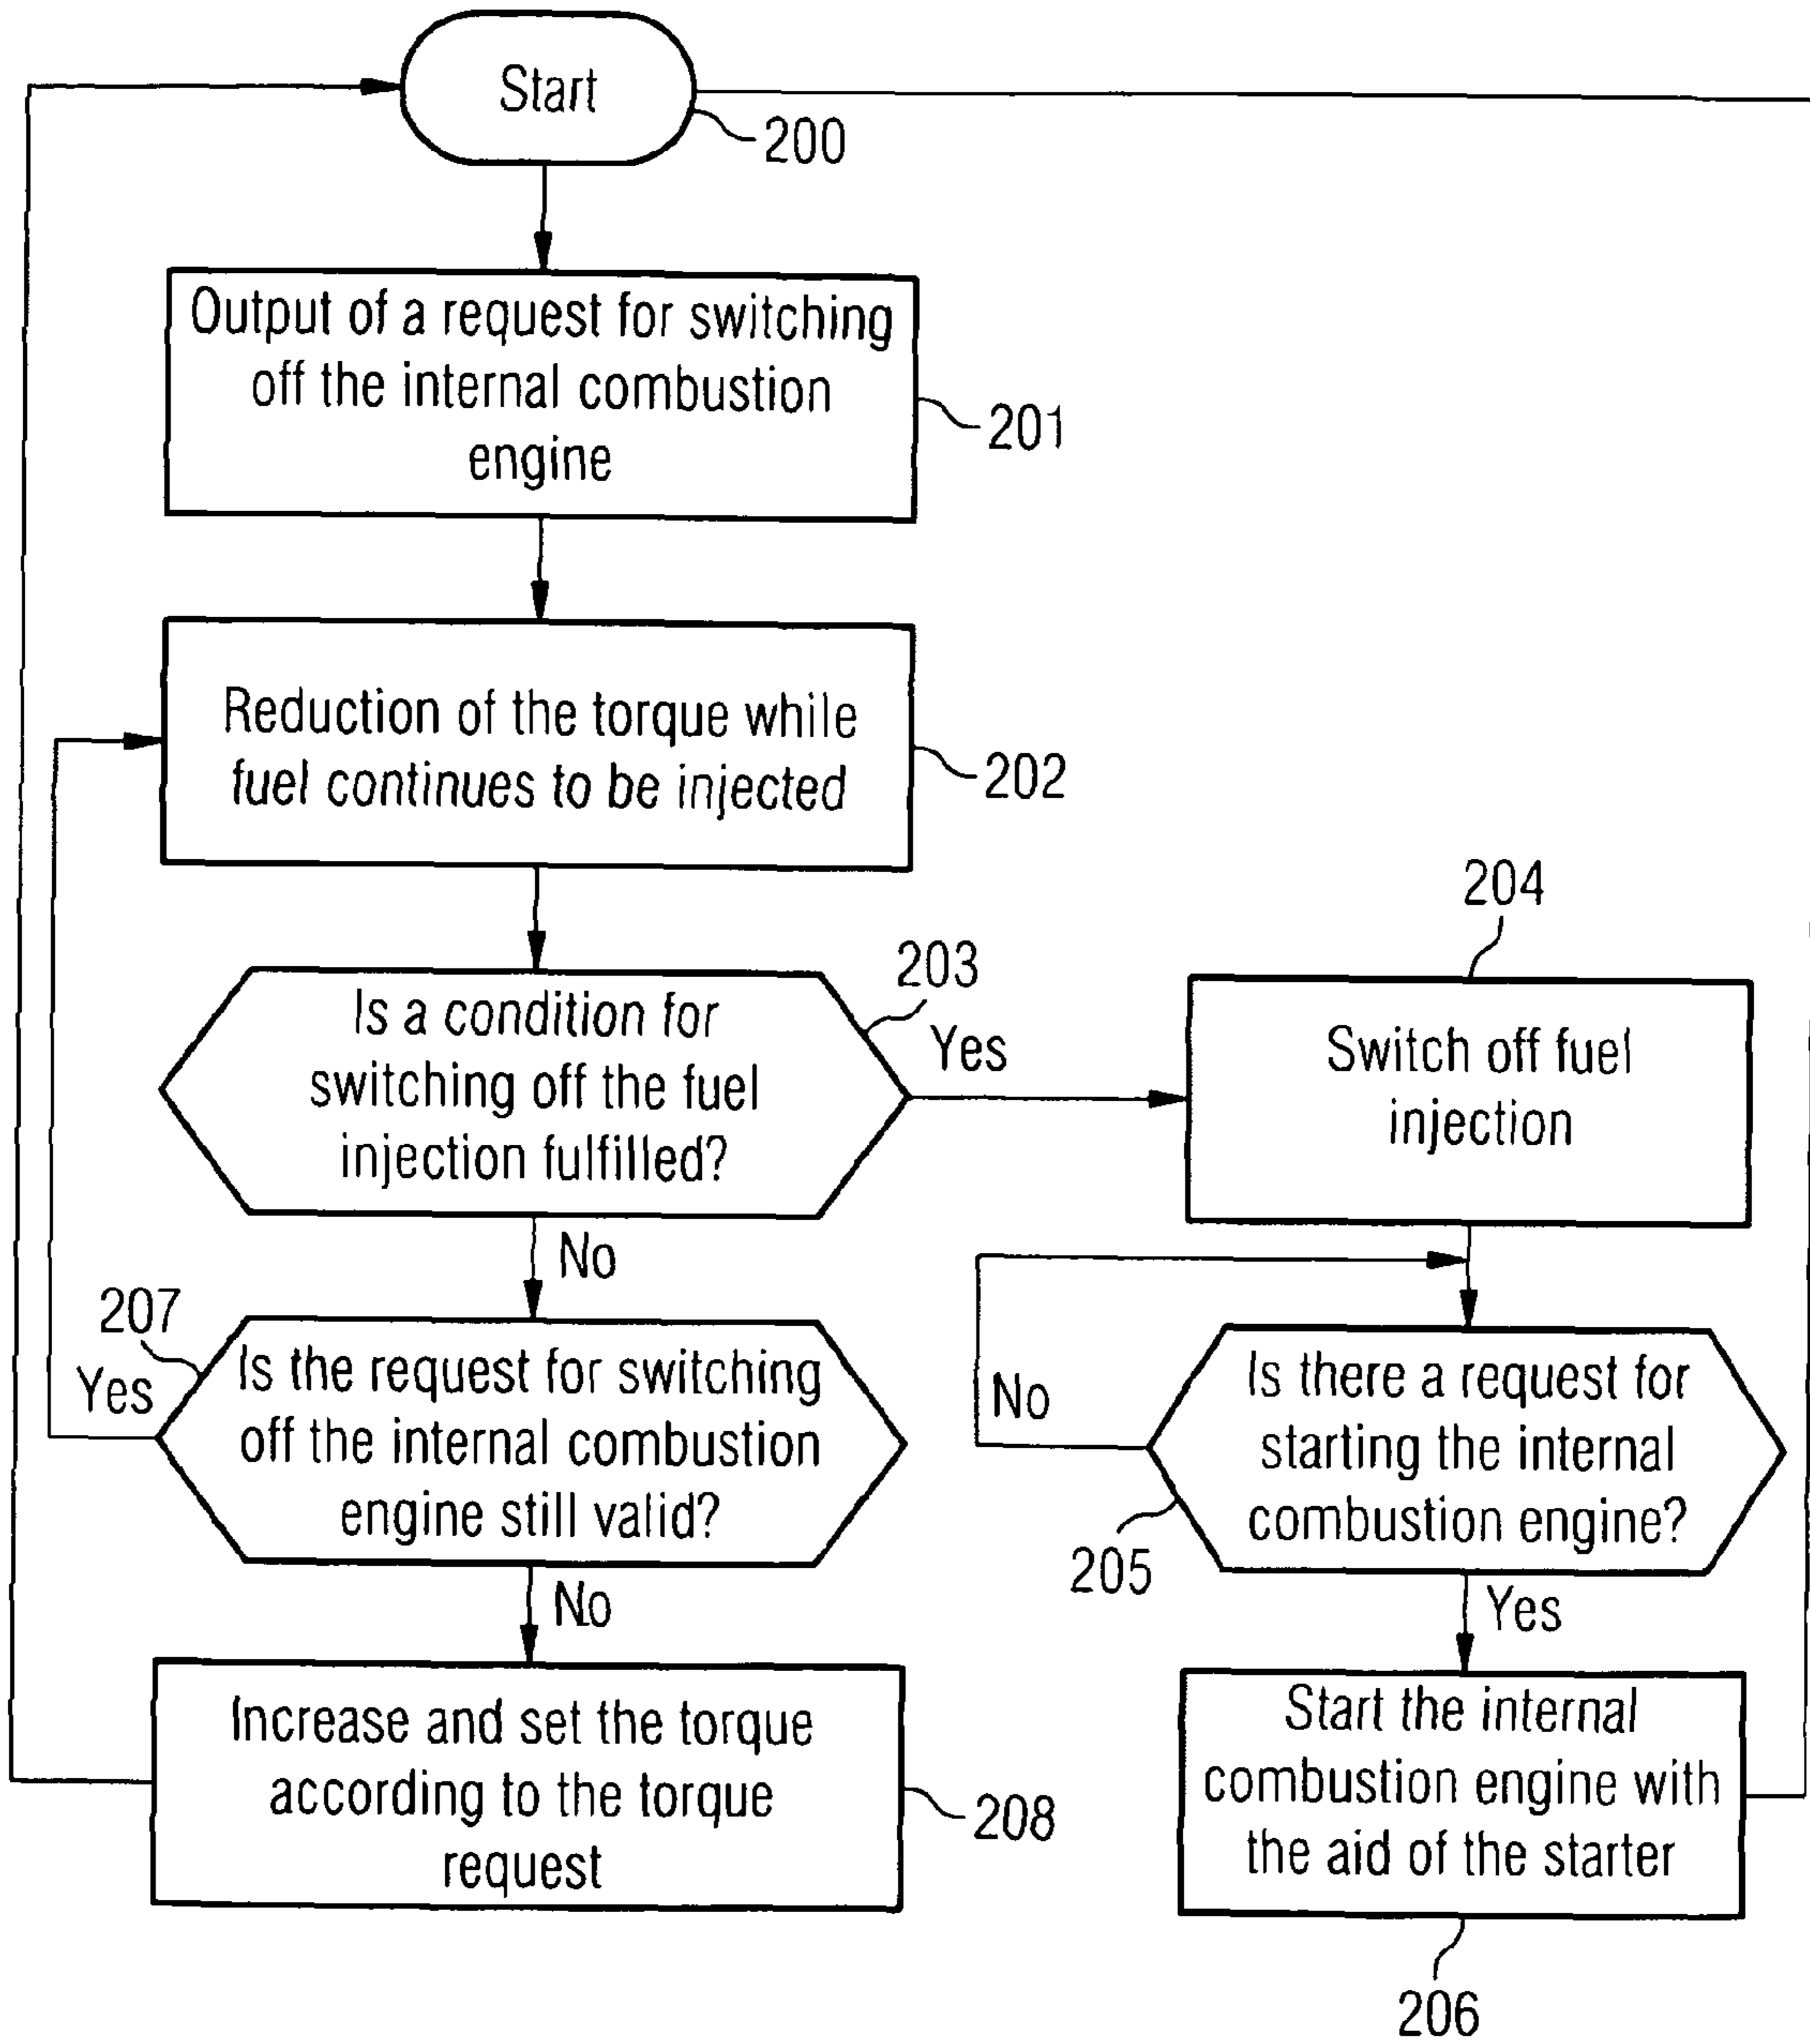 Start
200
Output of a request for switching
off the internal combustion
engine
201
Reduction of the torque while
fuel continues to be injected
202
Is a condition for
switching off the fuel
injection fulfilled?
203
Yes
204
Switch off fuel
injection
No
207
Yes
Is the request for switching
off the internal combustion
engine still valid?
No
Is there a request for
starting the internal
combustion engine?
205
No
Yes
Increase and set the torque
according to the torque
request
208
Start the internal
combustion engine with
the aid of the starter
206